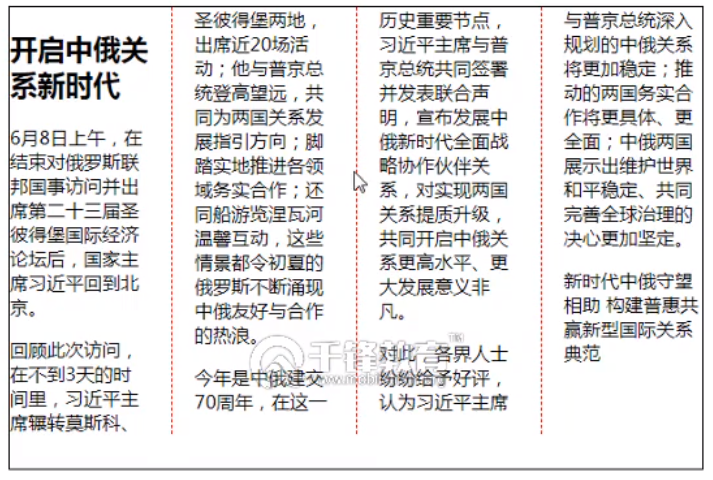 开启中俄关
系新时代
6月8日上午，在
结束对俄罗斯联
邦国事访问并出
席第二十三届圣
彼得堡国际经济
论坛后，国家主
席习近平回到北
京。
回顾此次访问，
在不到3天的时
间里，习近平主
席辗转莫斯科、
圣彼得堡两地，
出席近20场活
动；他与普京总
统登高望远，共
同为两国关系发
展指引方向；脚
踏实地推进各领
域务实合作；还
同船游览涅瓦河
温馨互动，这些
情景都令初夏的
俄罗斯不断涌现
中俄友好与合作
的热浪。
今年是中俄建交
70周年，在这一
历史重要节点，
习近平主席与普
京总统共同签署
并发表联合声
明，宣布发展中
俄新时代全面战
略协作伙伴关
系，对实现两国
关系提质升级，
共同开启中俄关
系更高水平、更
大发展意义非
凡。
对此，各界人士
纷纷给予好评，
认为习近平主席
与普京总统深入
规划的中俄关系
将更加稳定；推
动的两国务实合
作将更具体、更
全面；中俄两国
展示出维护世界
和平稳定、共同
完善全球治理的
决心更加坚定。
新时代中俄守望
相助 构建普惠共
赢新型国际关系
典范
千锋教育